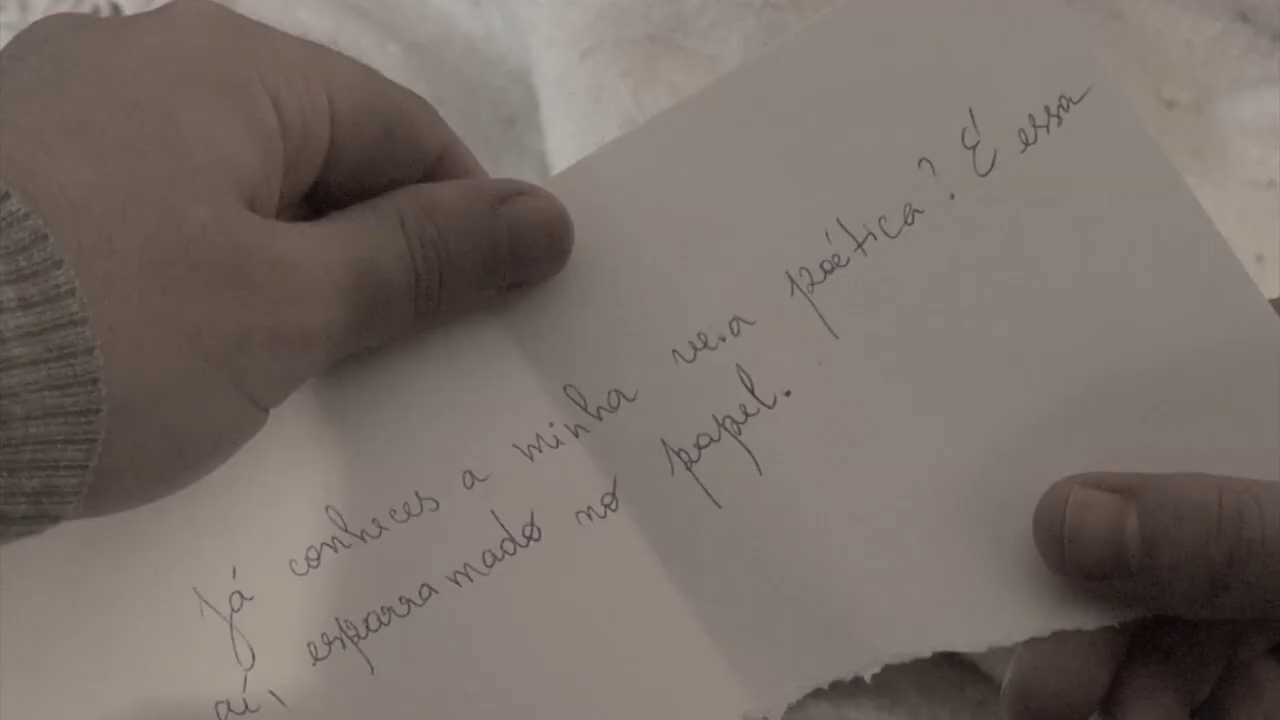 Já conheces a minha veia poética? É essa
aí, esparramado no papel.